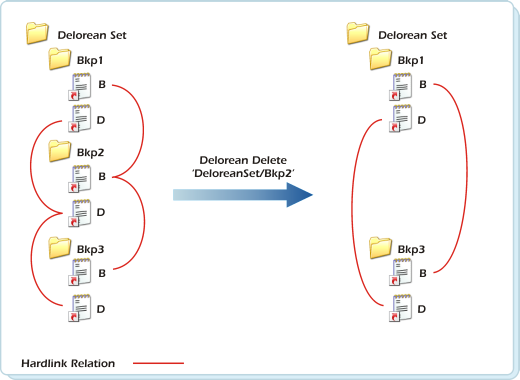 Delorean Set
Bkp1
B
D
Bkp2
B
D
Bkp3
B
D
Delorean Delete
'DeloreanSet/Bkp2'
Delorean Set
Bkp1
B
D
Bkp3
B
D
Hardlink Relation